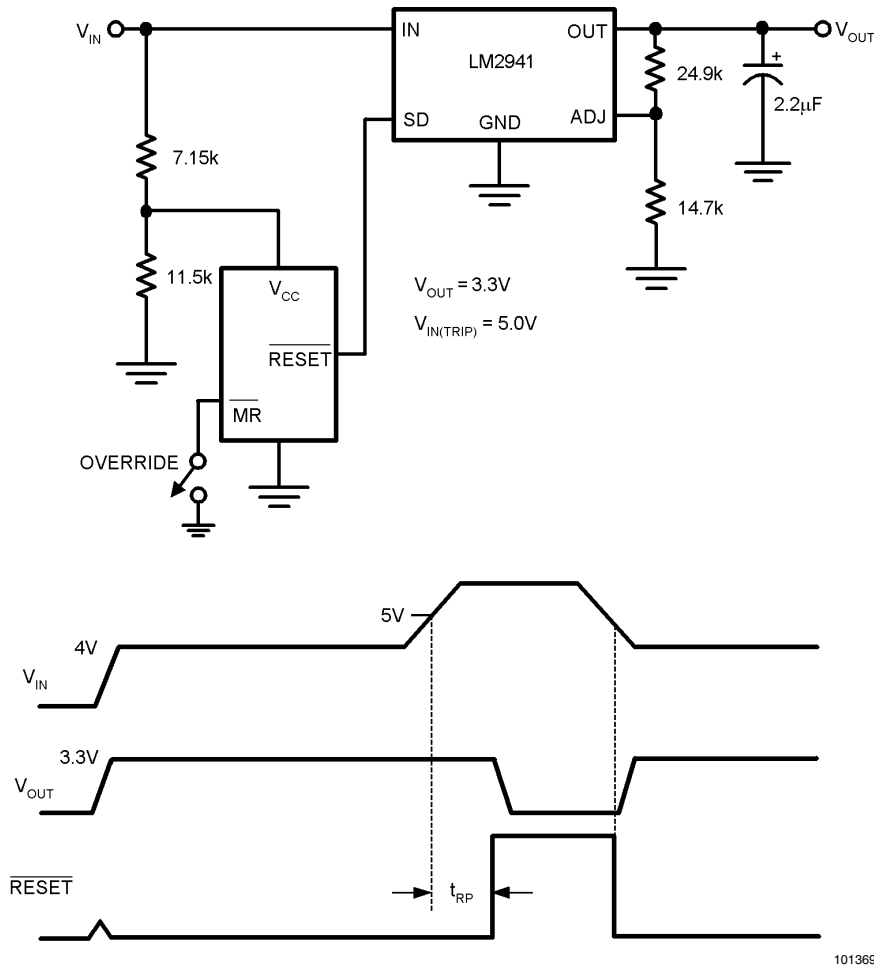 V_IN IN OUT V_OUT
LM2941
24.9k
+
2.2µF
SD GND ADJ
7.15k
14.7k
11.5k
V_CC
V_OUT = 3.3V
V_IN(TRIP) = 5.0V
RESET
MR
OVERRIDE
5V
4V
V_IN
3.3V
V_OUT
RESET
t_RP
101369